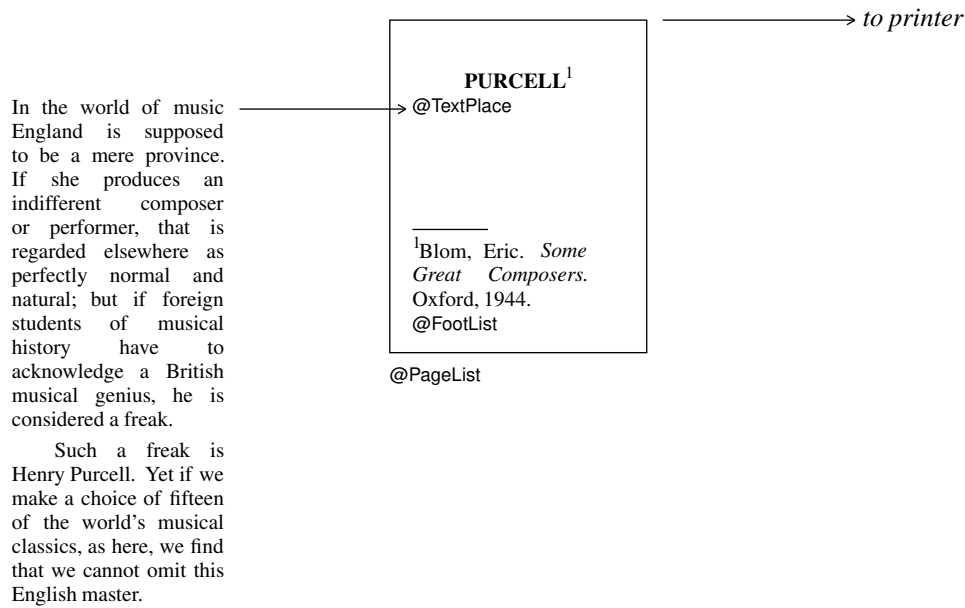 to printer
PURCELL1
@TextPlace
In the world of music
England is supposed
to be a mere province.
If she produces an
indifferent composer
or performer, that is
regarded elsewhere as
perfectly normal and
natural; but if foreign
students of musical
history have to
acknowledge a British
musical genius, he is
considered a freak.
Such a freak is
Henry Purcell. Yet if we
make a choice of fifteen
of the world's musical
classics, as here, we find
that we cannot omit this
English master.
1Blom, Eric. Some
Great Composers.
Oxford, 1944.
@FootList
@PageList